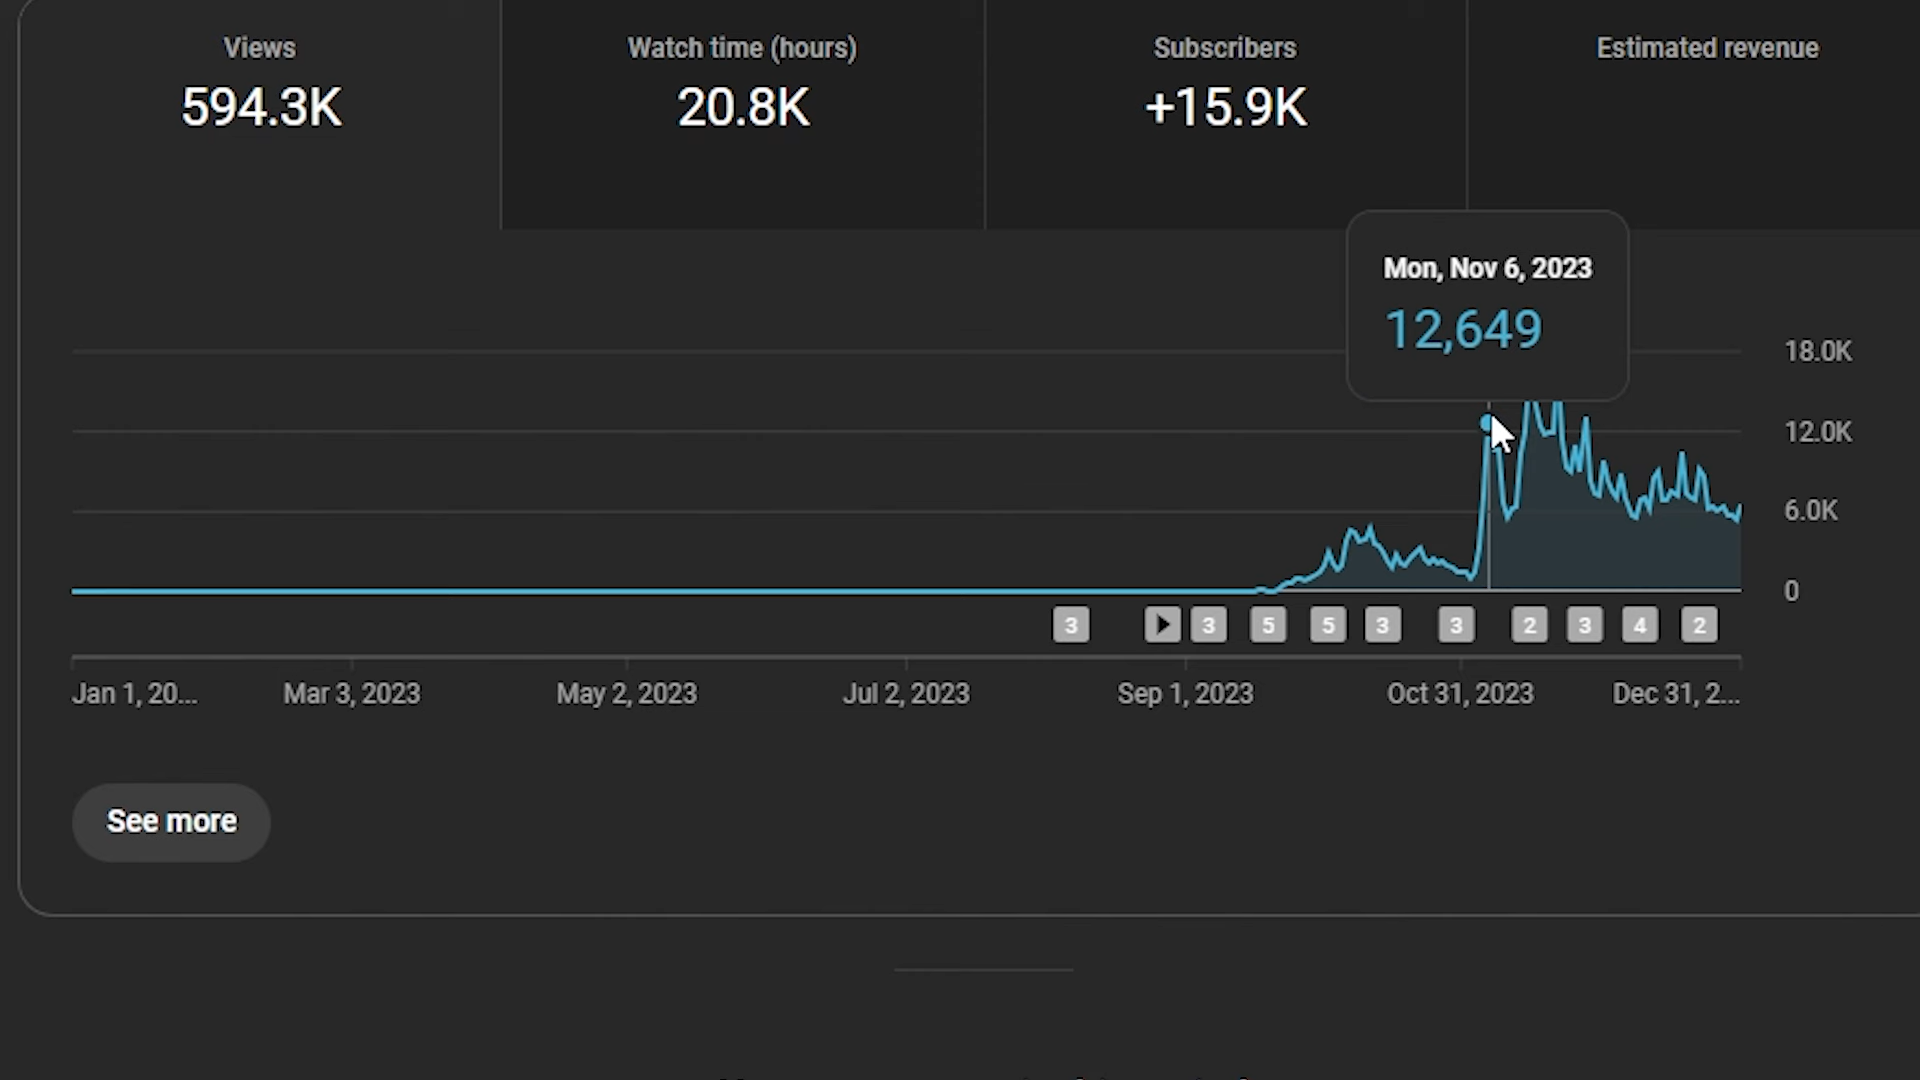 Views
594.3K
Watch time (hours)
20.8K
Subscribers
+15.9K
Estimated revenue
Mon, Nov 6, 2023
12,649
18.0K
12.0K
6.0K
0
3 3 5 5 3 3 2 3 4 2
Jan 1, 20... Mar 3, 2023 May 2, 2023 Jul 2, 2023 Sep 1, 2023 Oct 31, 2023 Dec 31, 2...
See more